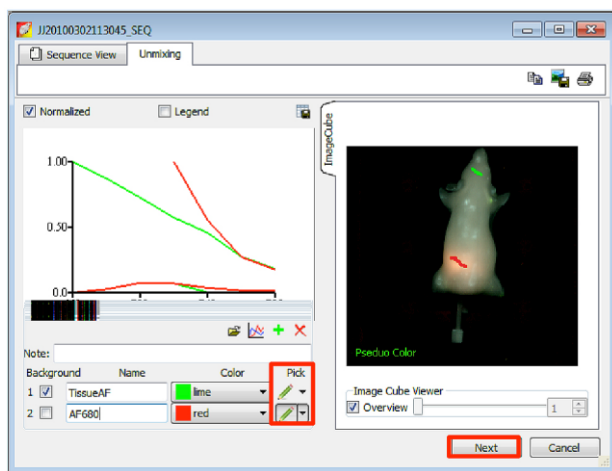 JJ20100302113045_SEQ
Sequence View Unmixing
Normalized Legend
ImageCube
1.00
0.50
0.0
Note:
Background Name Color Pick
1 TissueAF lime
2 AF680 red
Pseduo Color
Image Cube Viewer
Overview 1
Next Cancel